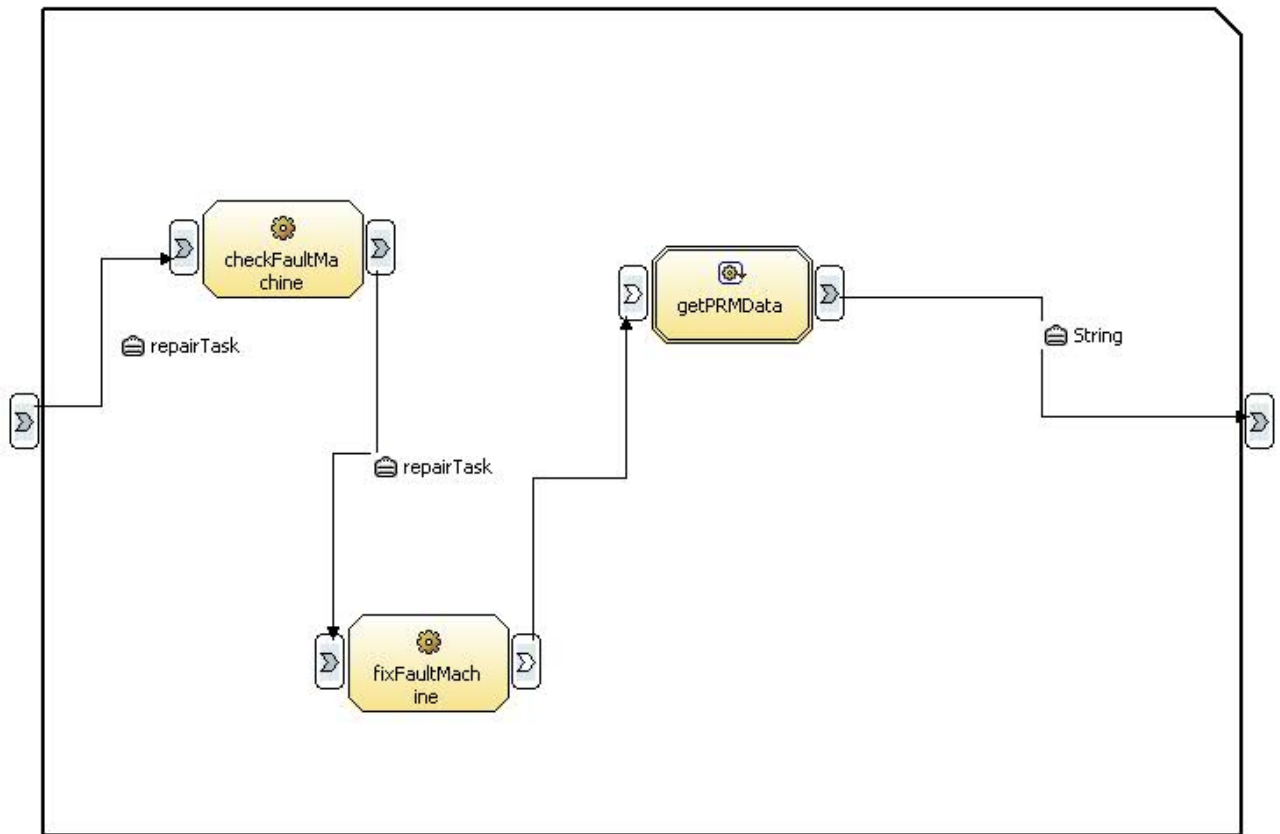 checkFaultMa
chine
repairTask
getPRMData
String
repairTask
fixFaultMach
ine